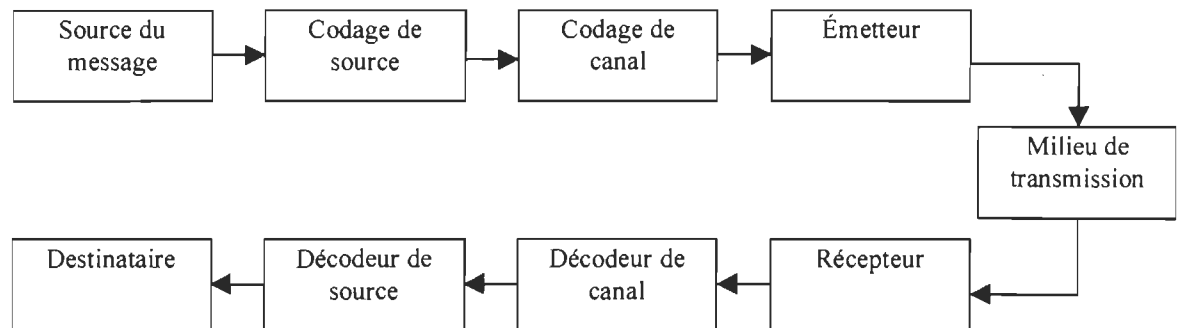 Source du
message
Codage de
source
Codage de
canal
Émetteur
Milieu de
transmission
Destinataire
Décodeur de
source
Décodeur de
canal
Récepteur